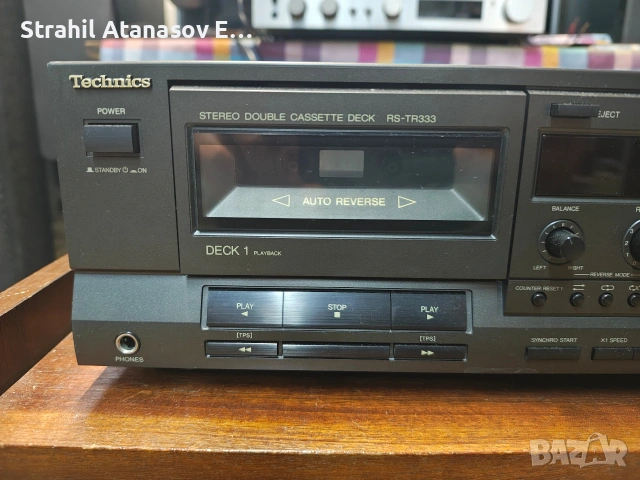 Strahil Atanasov E...
Technics
POWER
STANDBY ON
STEREO DOUBLE CASSETTE DECK RS-TR333
AUTO REVERSE
DECK 1 PLAYBACK
EJECT
BALANCE
LEFT RIGHT
REVERSE MODE
COUNTER RESET 1
PLAY STOP PLAY
[TPS] [TPS]
PHONES
SYNCHRO START X1 SPEED
BAZAR